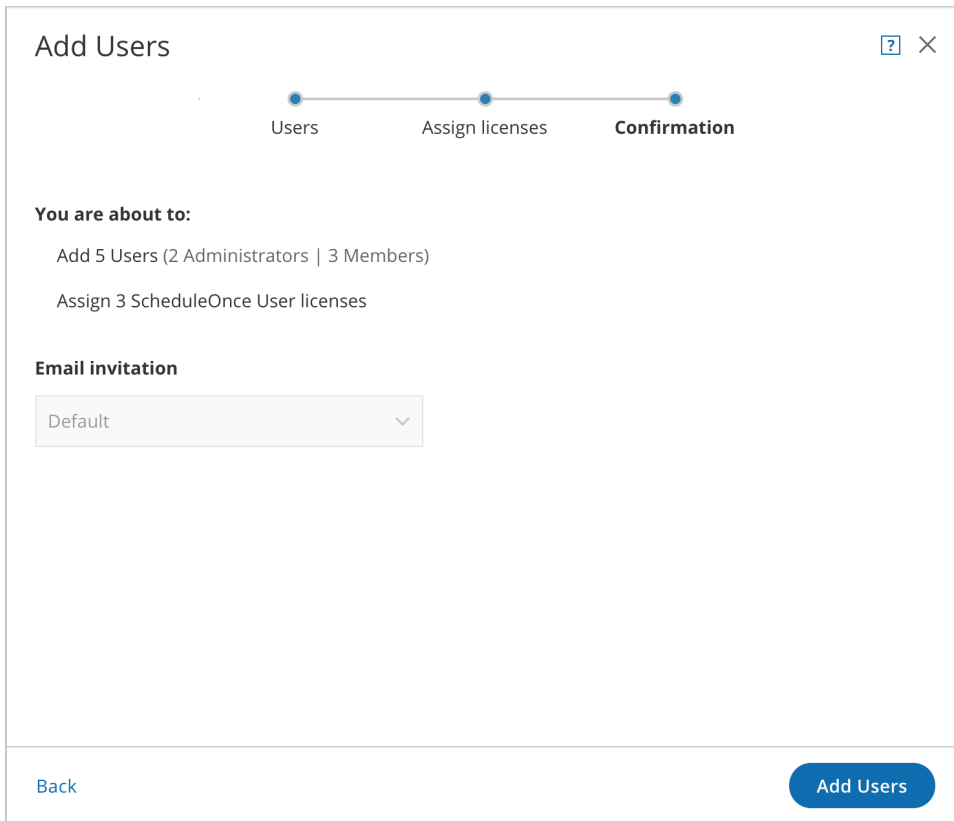 Add Users
?
Users
Assign licenses
Confirmation
You are about to:
Add 5 Users (2 Administrators | 3 Members)
Assign 3 ScheduleOnce User licenses
Email invitation
Default
Back
Add Users